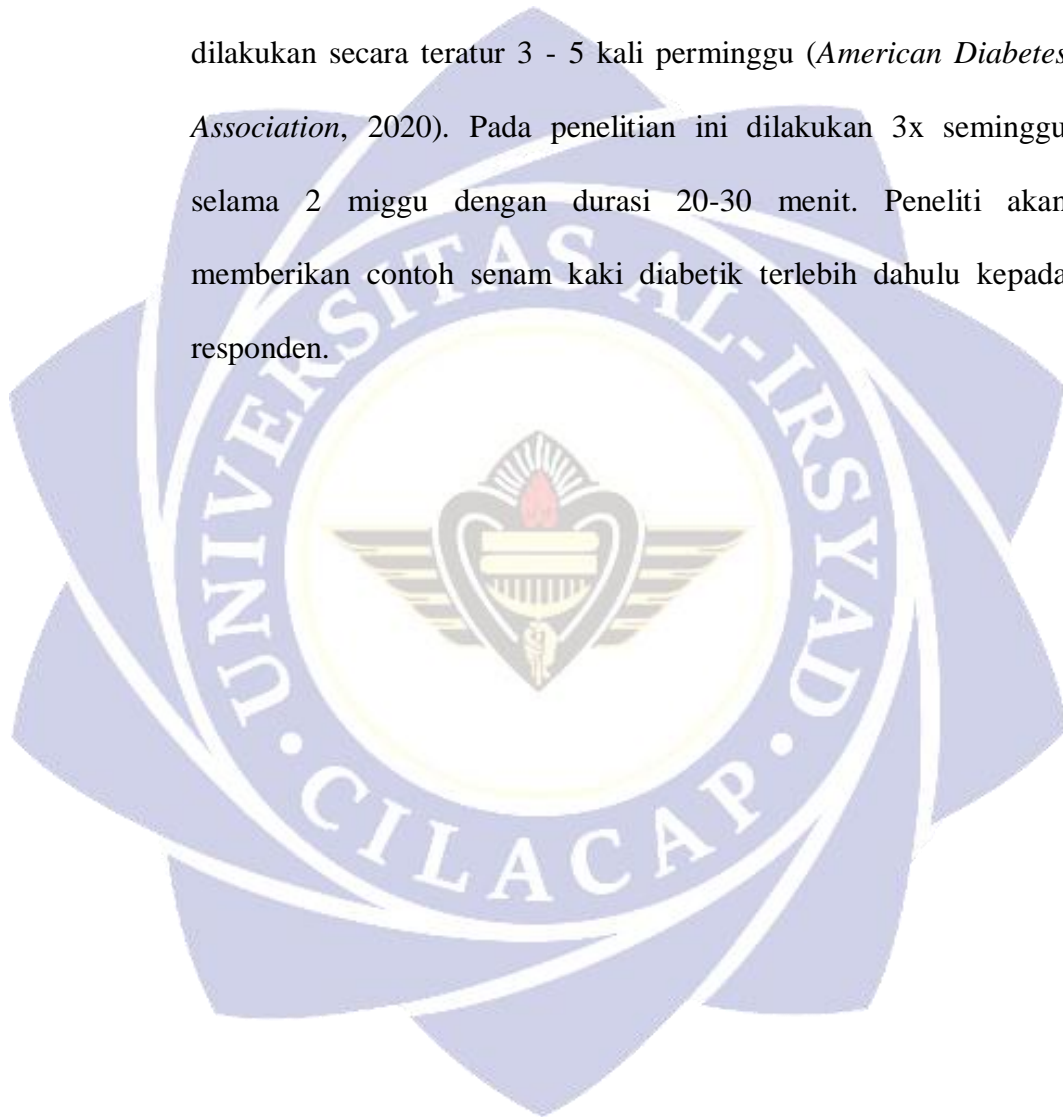 dilakukan secara teratur 3 - 5 kali perminggu (American Diabetes
Association, 2020). Pada penelitian ini dilakukan 3x seminggu
selama 2 miggu dengan durasi 20-30 menit. Peneliti akan
memberikan contoh senam kaki diabetik terlebih dahulu kepada
responden.
UNIVERSITAS AL-IRSYAD
• CILACAP •